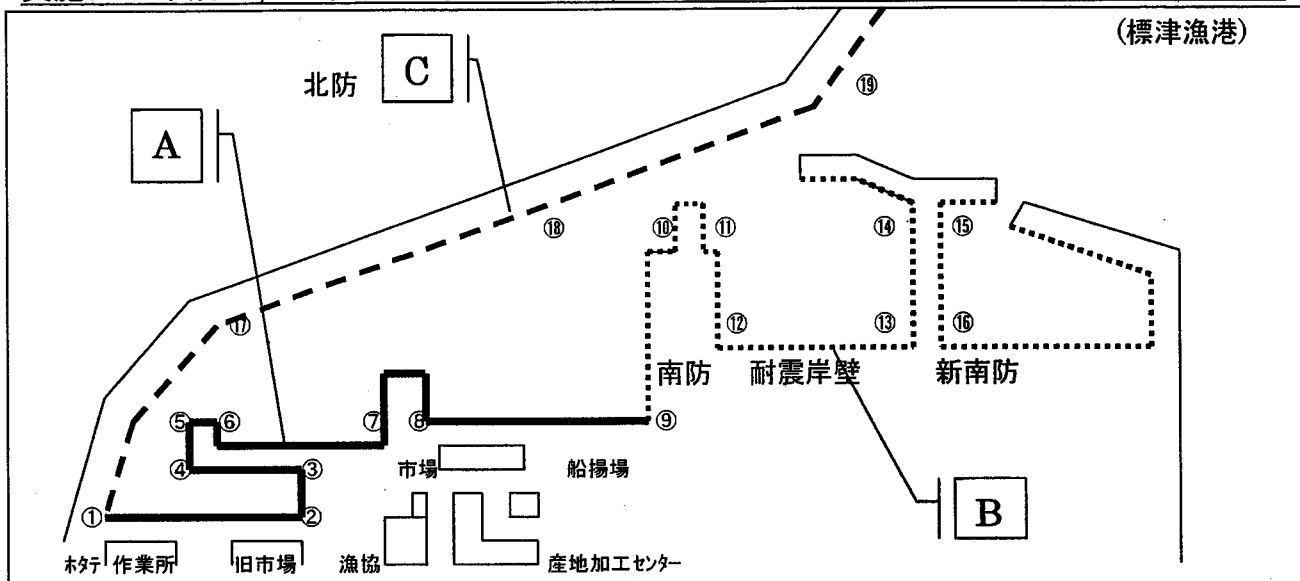 (標津漁港)
北防
C
A
⑲
⑱
⑩
⑪
⑭
⑮
⑰
⑫
⑬
⑯
南防
耐震岸壁
新南防
⑤
⑥
⑦
⑧
⑨
④
③
市場
船揚場
B
①
②
ホタテ
作業所
旧市場
漁協
産地加工センター